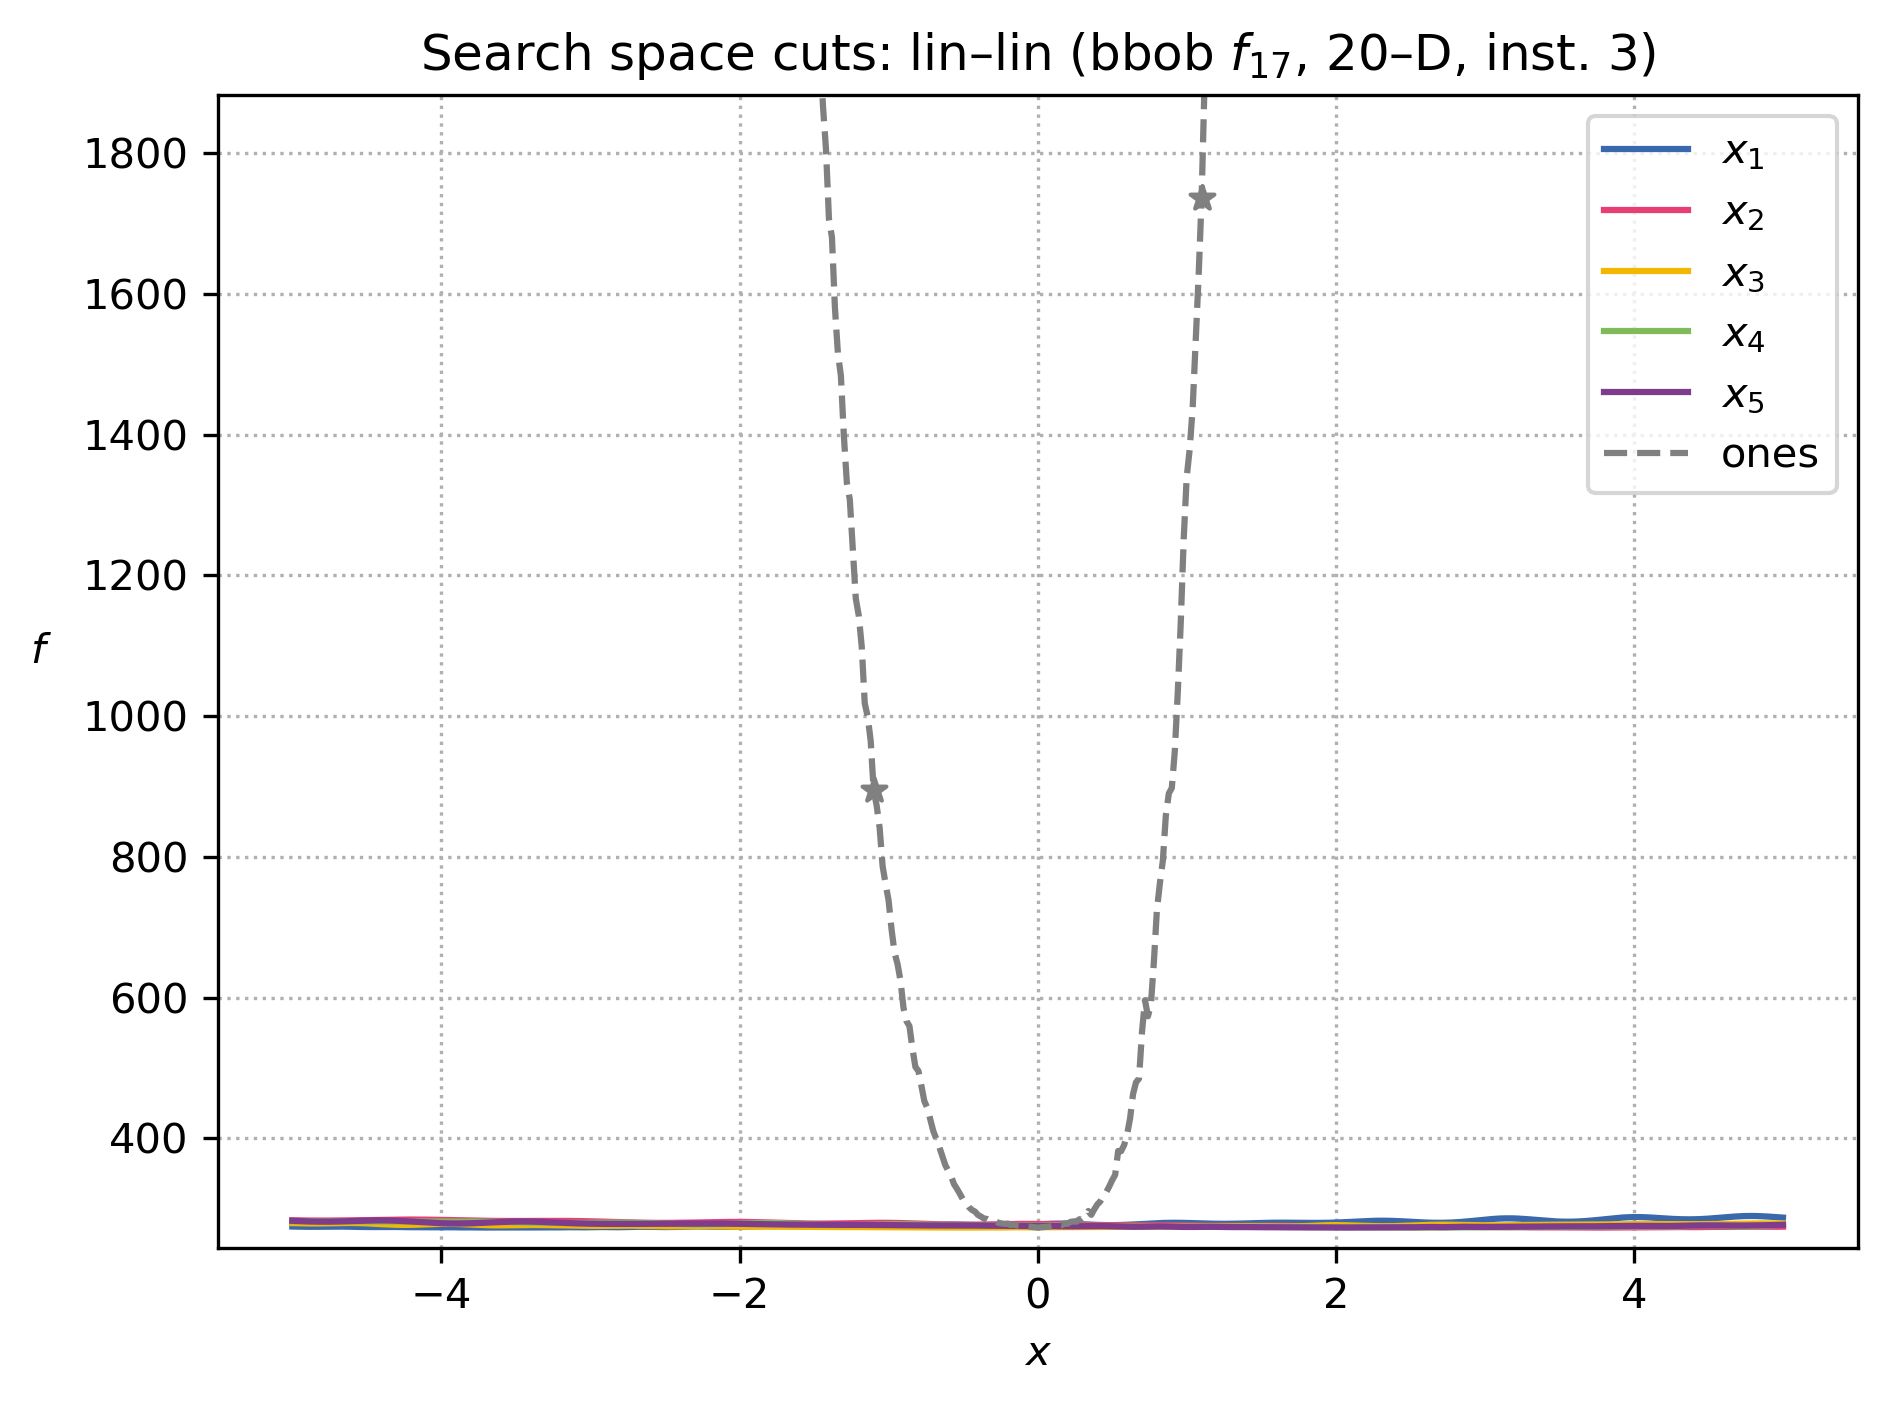 Search space cuts: lin–lin (bbob f17, 20–D, inst. 3)
1800
1600
1400
1200
1000
800
600
400
f
x1
x2
x3
x4
x5
ones
−4
−2
0
2
4
x